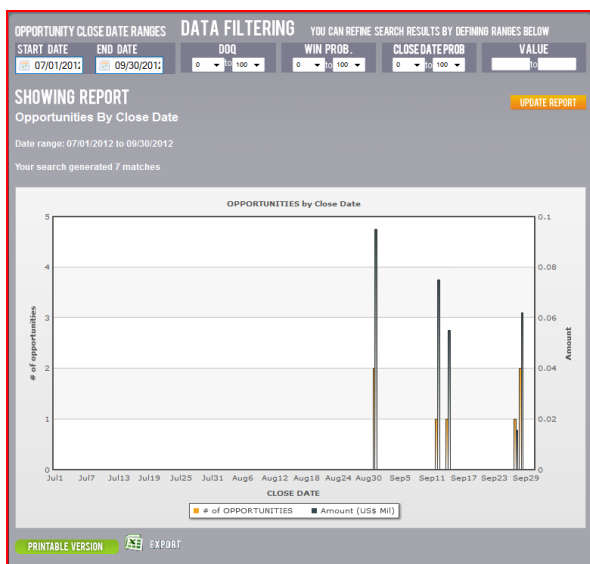 OPPORTUNITY CLOSE DATE RANGES DATA FILTERING YOU CAN REFINE SEARCH RESULTS BY DEFINING RANGES BELOW
START DATE END DATE DOQ WIN PROB. CLOSE DATE PROB VALUE
07/01/2012 09/30/2012 0 to 100 0 to 100 0 to 100 to
SHOWING REPORT
UPDATE REPORT
Opportunities By Close Date
Date range: 07/01/2012 to 09/30/2012
Your search generated 7 matches
OPPORTUNITIES by Close Date
5 0.1
4 0.08
3 0.06
2 0.04
1 0.02
0 0
# of opportunities
Amount
Jul1 Jul7 Jul13 Jul19 Jul25 Jul31 Aug6 Aug12 Aug18 Aug24 Aug30 Sep5 Sep11 Sep17 Sep23 Sep29
CLOSE DATE
# of OPPORTUNITIES Amount (US$ Mil)
PRINTABLE VERSION EXPORT